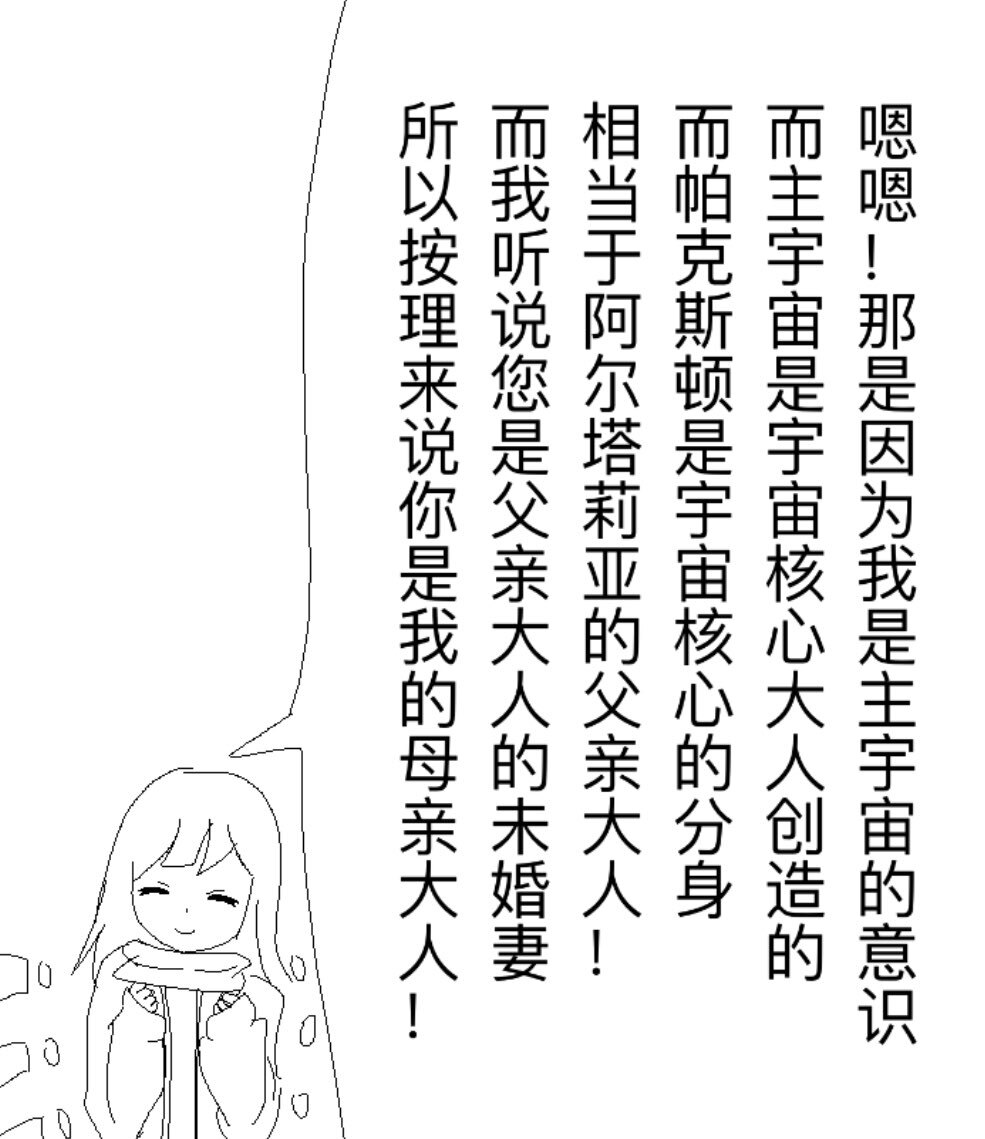 嗯嗯！那是因为我是主宇宙的意识
而主宇宙是宇宙核心大人创造的
而帕克斯顿是宇宙核心的分身
相当于阿尔塔莉亚的父亲大人！
而我听说您是父亲大人的未婚妻
所以按理来说你是我的母亲大人！